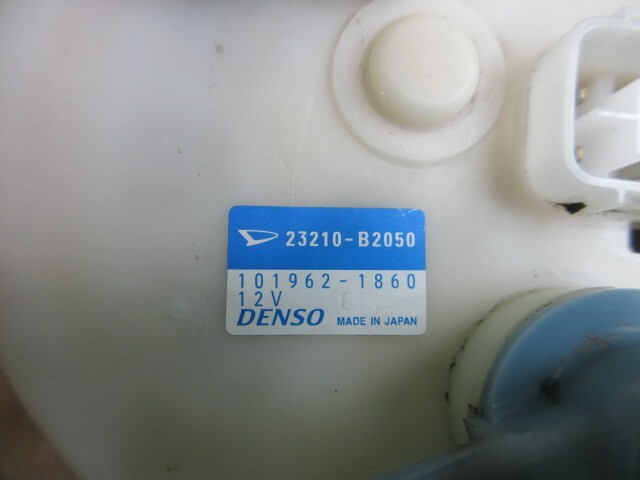 23210-B2050
101962-1860
12V
DENSO MADE IN JAPAN